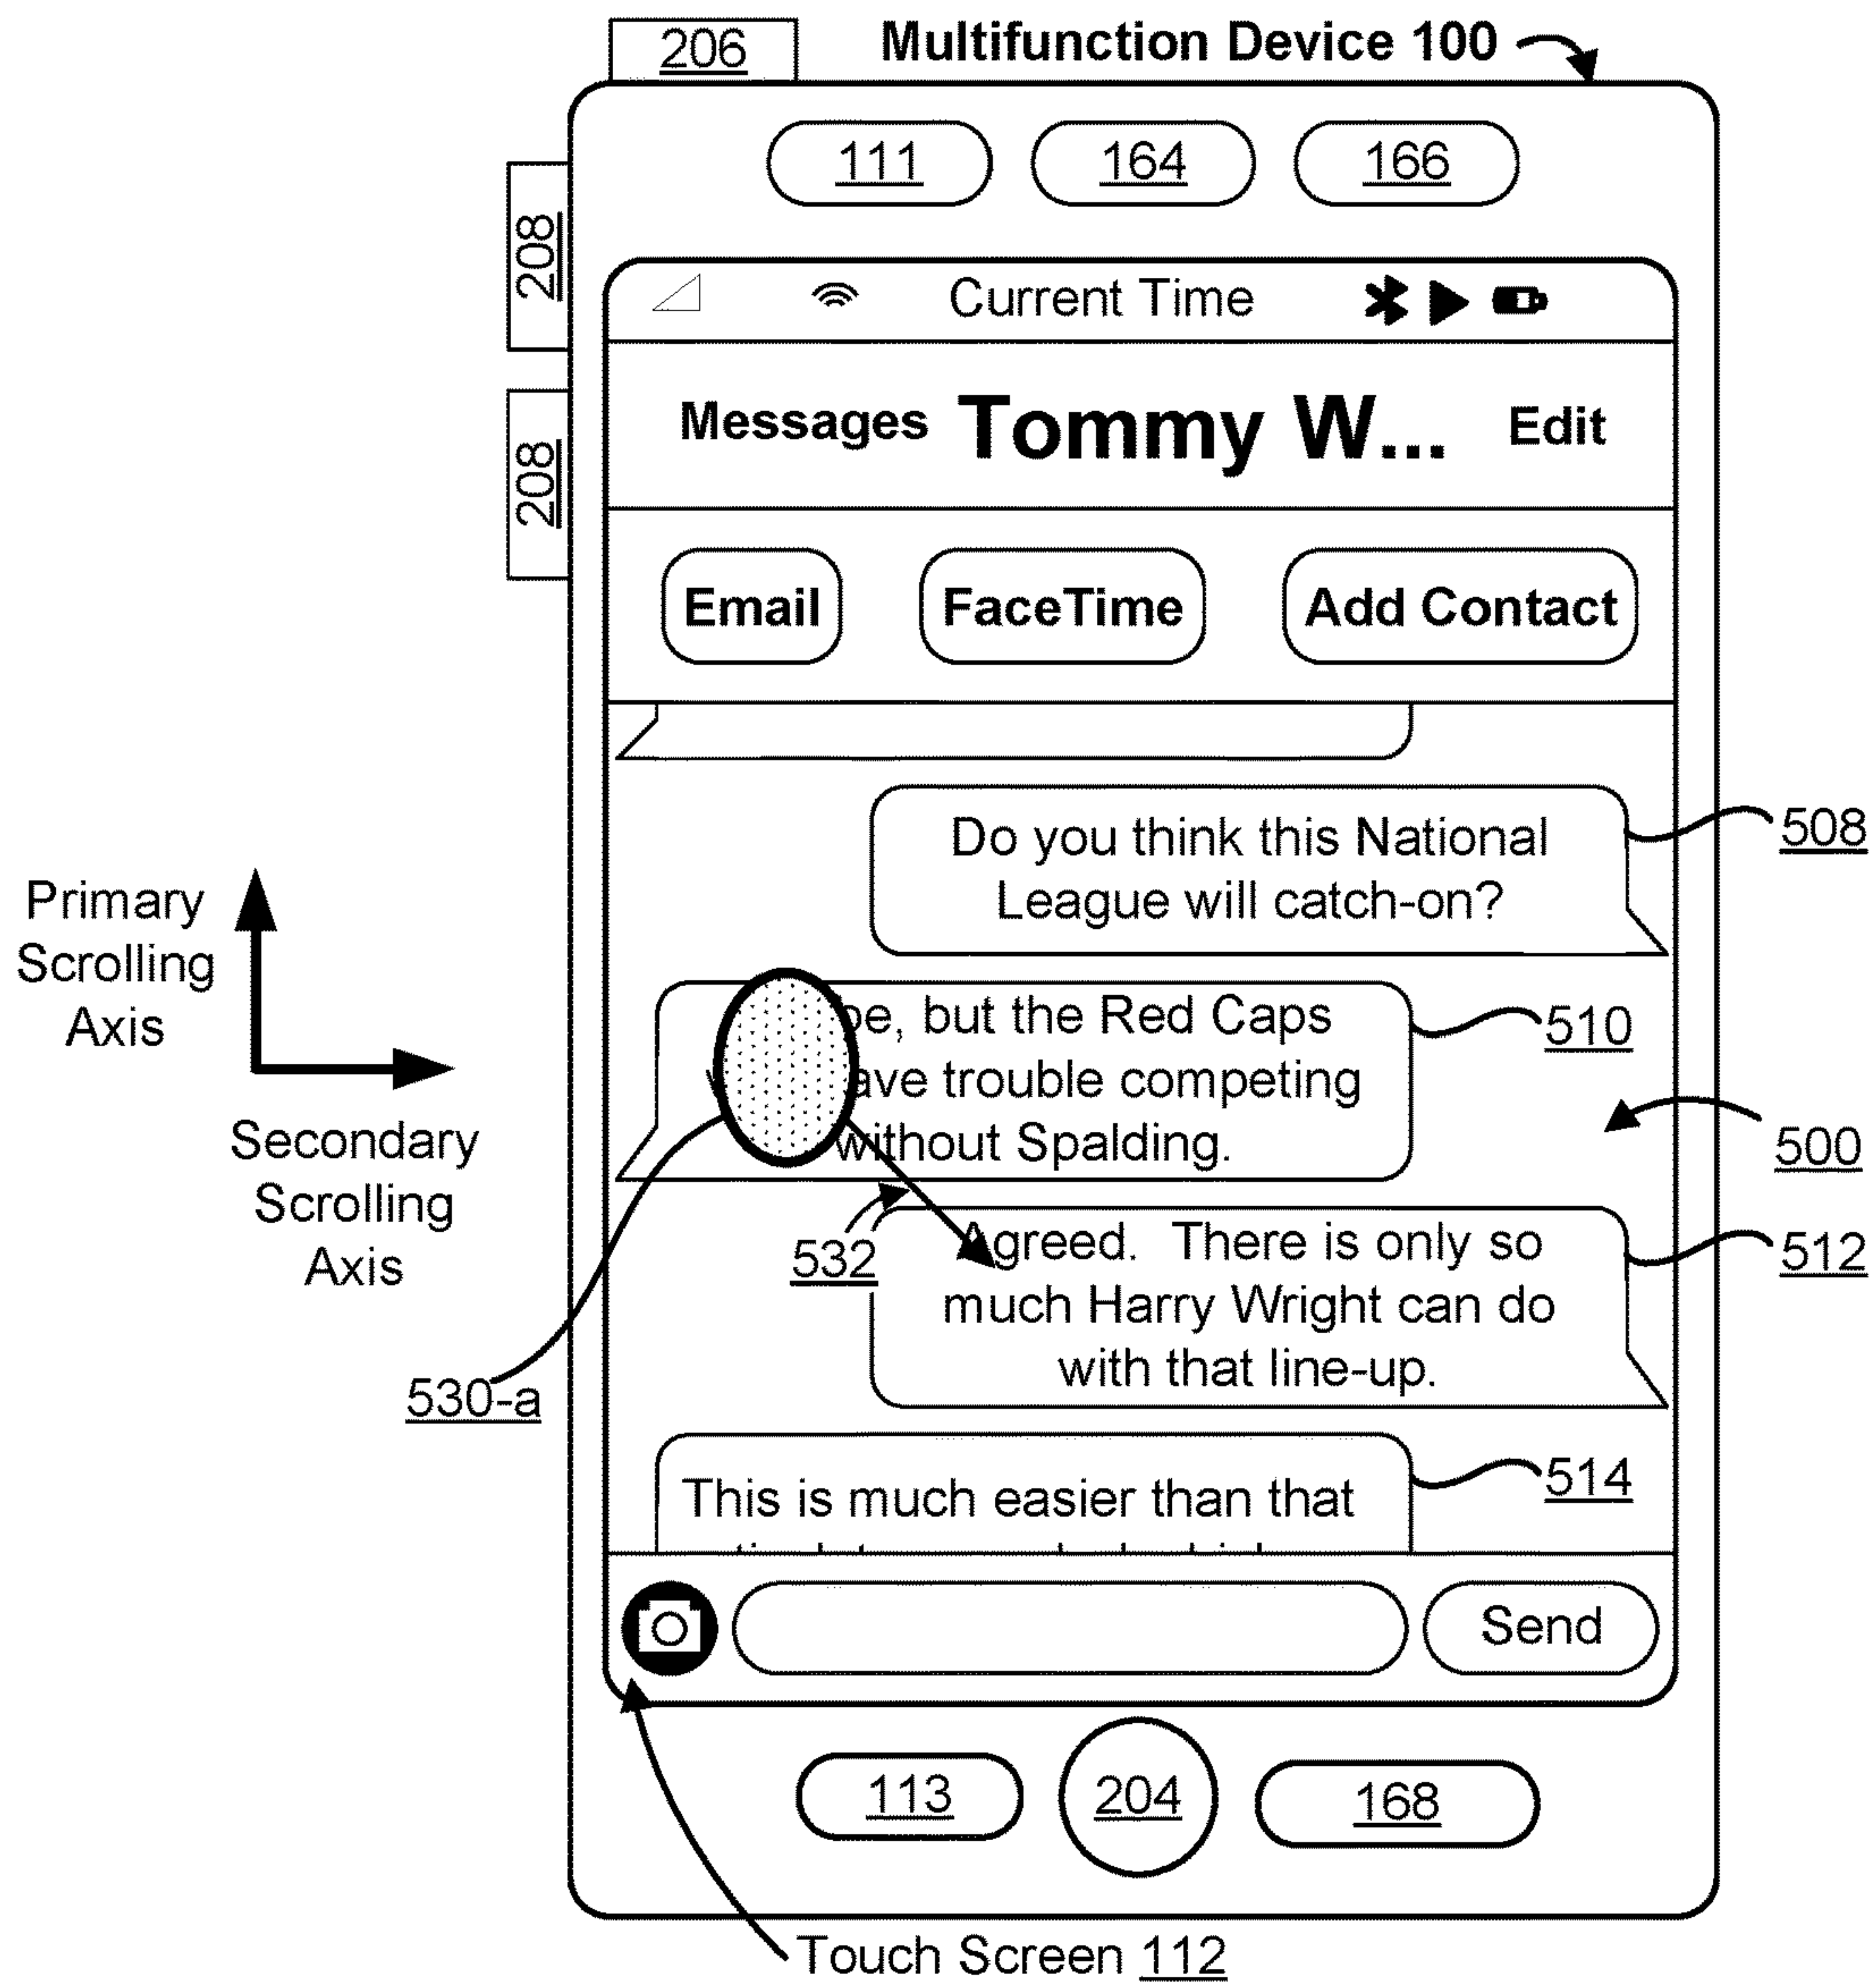 206
Multifunction Device 100
111
164
166
208
208
Current Time
Messages
Tommy W...
Edit
Email
FaceTime
Add Contact
Do you think this National
League will catch-on?
508
Primary
Scrolling
Axis
Secondary
Scrolling
Axis
but the Red Caps
trouble competing
without Spalding.
510
500
532
Agreed. There is only so
much Harry Wright can do
with that line-up.
512
530-a
This is much easier than that
514
Send
113
204
168
Touch Screen 112